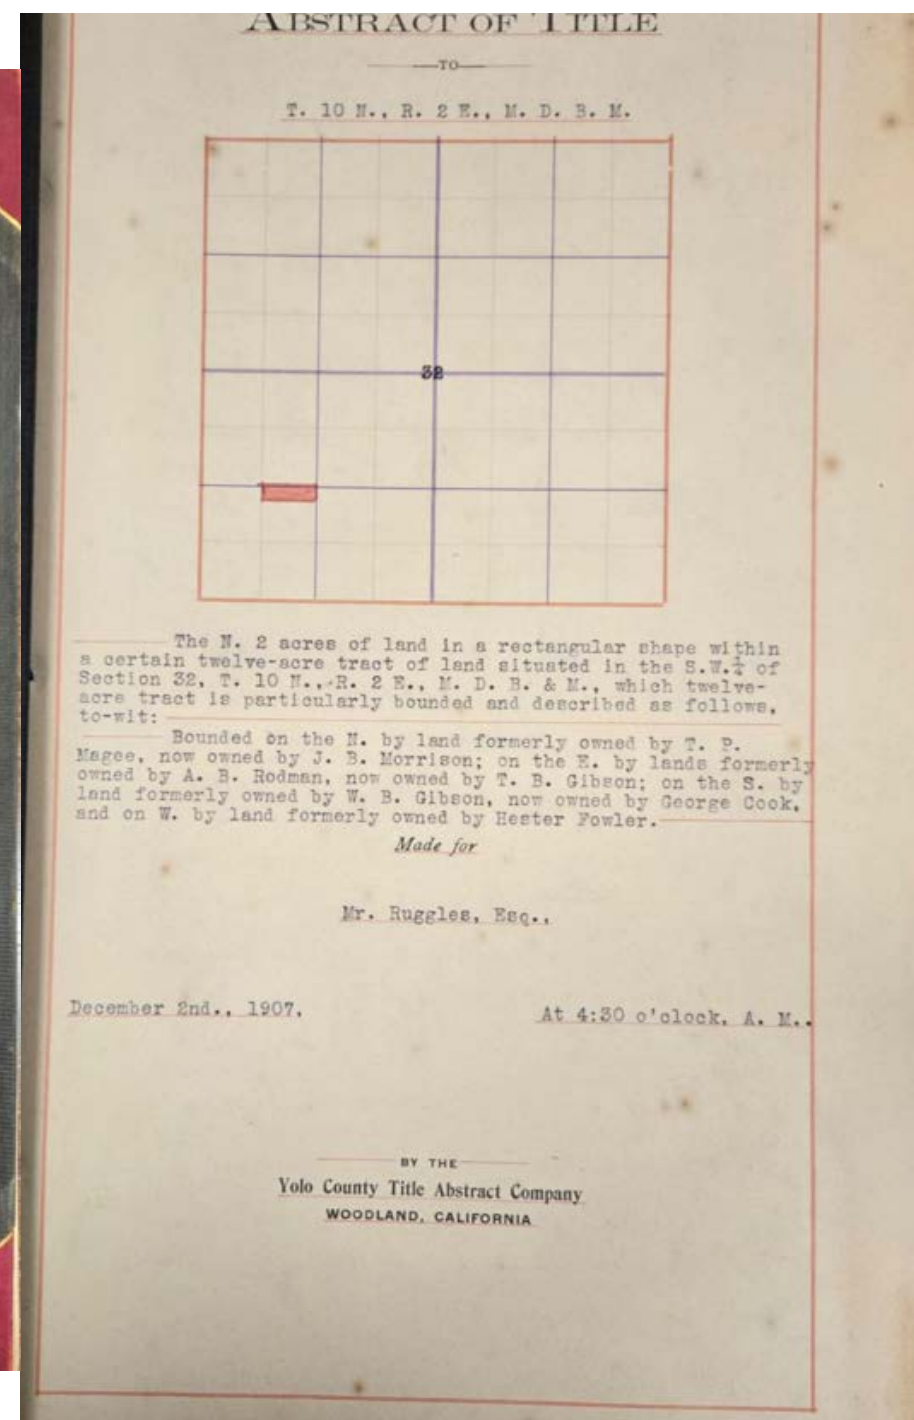 ABSTRACT OF TITLE
TO
T. 10 N., R. 2 E., M. D. B. M.
32
The N. 2 acres of land in a rectangular shape within
a certain twelve-acre tract of land situated in the S.W.¼ of
Section 32, T. 10 N., R. 2 E., M. D. B. & M., which twelve-
acre tract is particularly bounded and described as follows,
to-wit:
Bounded on the N. by land formerly owned by T. P.
Magee, now owned by J. B. Morrison; on the E. by lands formerly
owned by A. B. Rodman, now owned by T. B. Gibson; on the S. by
land formerly owned by W. B. Gibson, now owned by George Cook,
and on W. by land formerly owned by Hester Fowler.
Made for
Mr. Ruggles, Esq.,
December 2nd., 1907.
At 4:30 o'clock, A. M..
BY THE
Yolo County Title Abstract Company
WOODLAND, CALIFORNIA